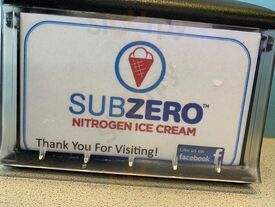 SUBZERO™
NITROGEN ICE CREAM
Thank You For Visiting!
Like us on
facebook